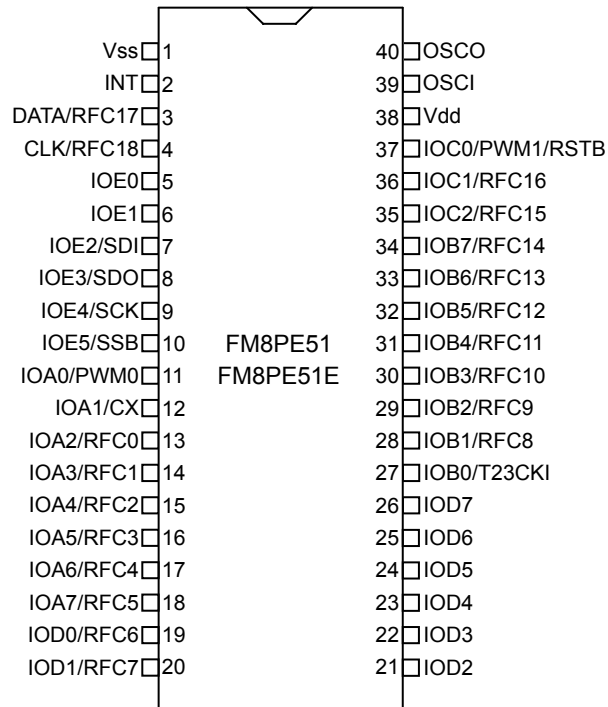 Vss 1 40 OSCO
INT 2 39 OSCI
DATA/RFC17 3 38 Vdd
CLK/RFC18 4 37 IOC0/PWM1/RSTB
IOE0 5 36 IOC1/RFC16
IOE1 6 35 IOC2/RFC15
IOE2/SDI 7 34 IOB7/RFC14
IOE3/SDO 8 33 IOB6/RFC13
IOE4/SCK 9 32 IOB5/RFC12
IOE5/SSB 10 FM8PE51 31 IOB4/RFC11
IOA0/PWM0 11 FM8PE51E 30 IOB3/RFC10
IOA1/CX 12 29 IOB2/RFC9
IOA2/RFC0 13 28 IOB1/RFC8
IOA3/RFC1 14 27 IOB0/T23CKI
IOA4/RFC2 15 26 IOD7
IOA5/RFC3 16 25 IOD6
IOA6/RFC4 17 24 IOD5
IOA7/RFC5 18 23 IOD4
IOD0/RFC6 19 22 IOD3
IOD1/RFC7 20 21 IOD2